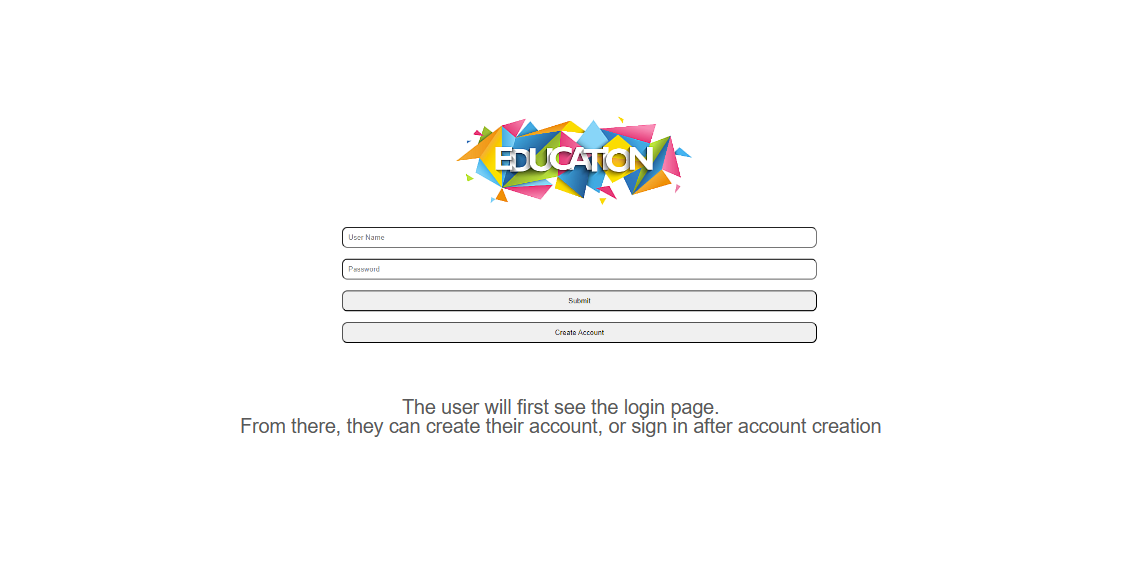 EDUCATION
User Name
Password
Submit
Create Account
The user will first see the login page.
From there, they can create their account, or sign in after account creation